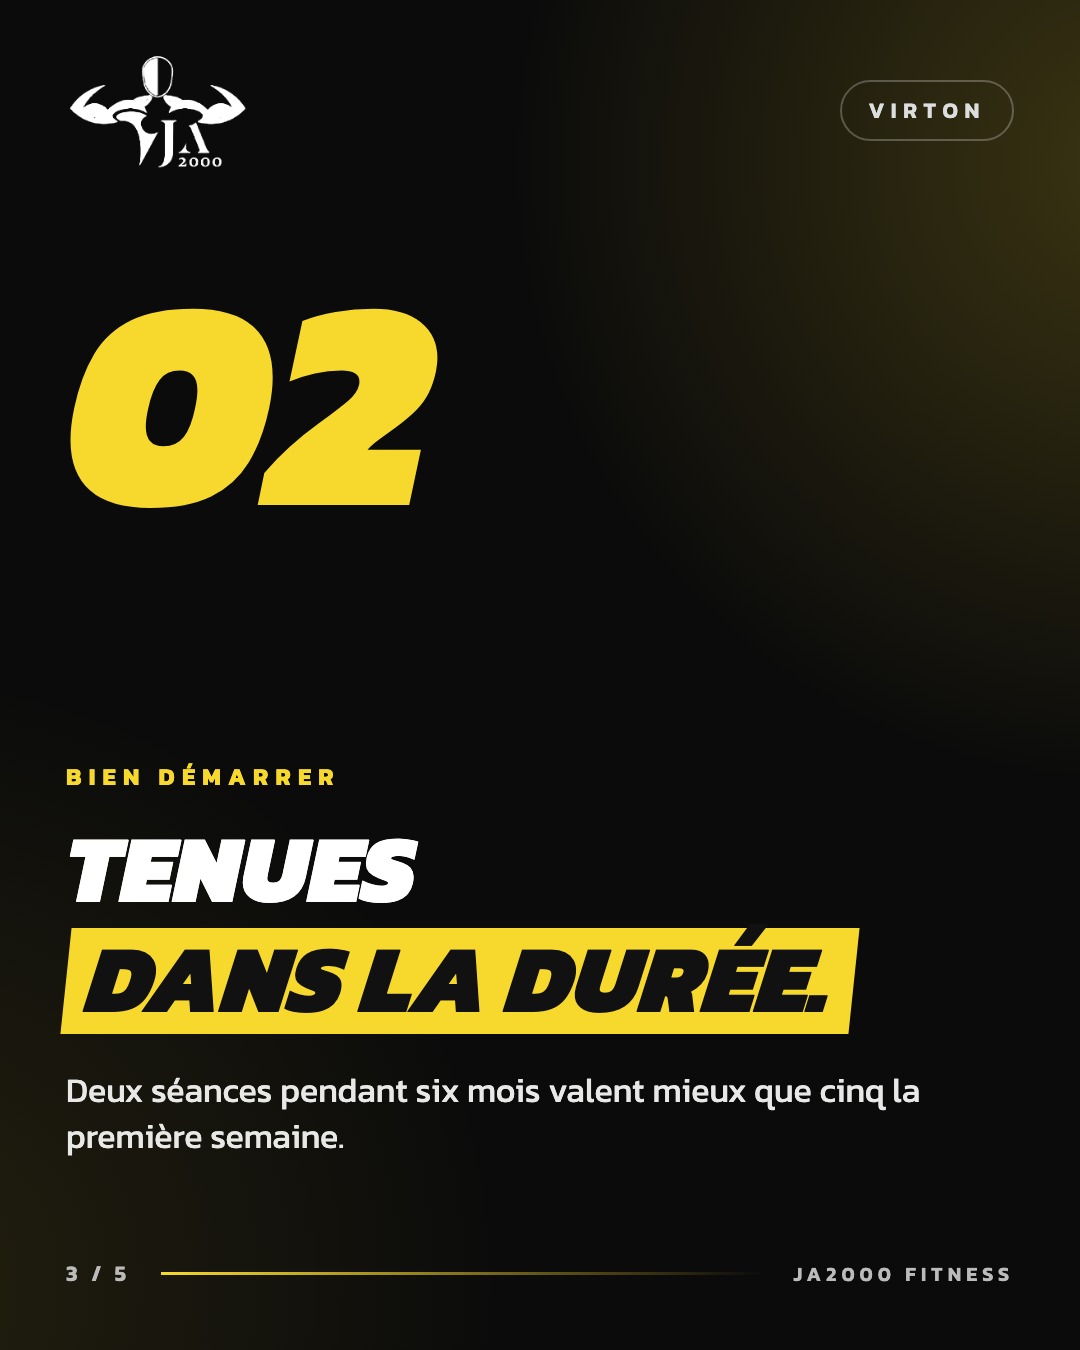 JA
2000
VIRTON
02
BIEN DÉMARRER
TENUES
DANS LA DURÉE.
Deux séances pendant six mois valent mieux que cinq la
première semaine.
3 / 5
JA2000 FITNESS